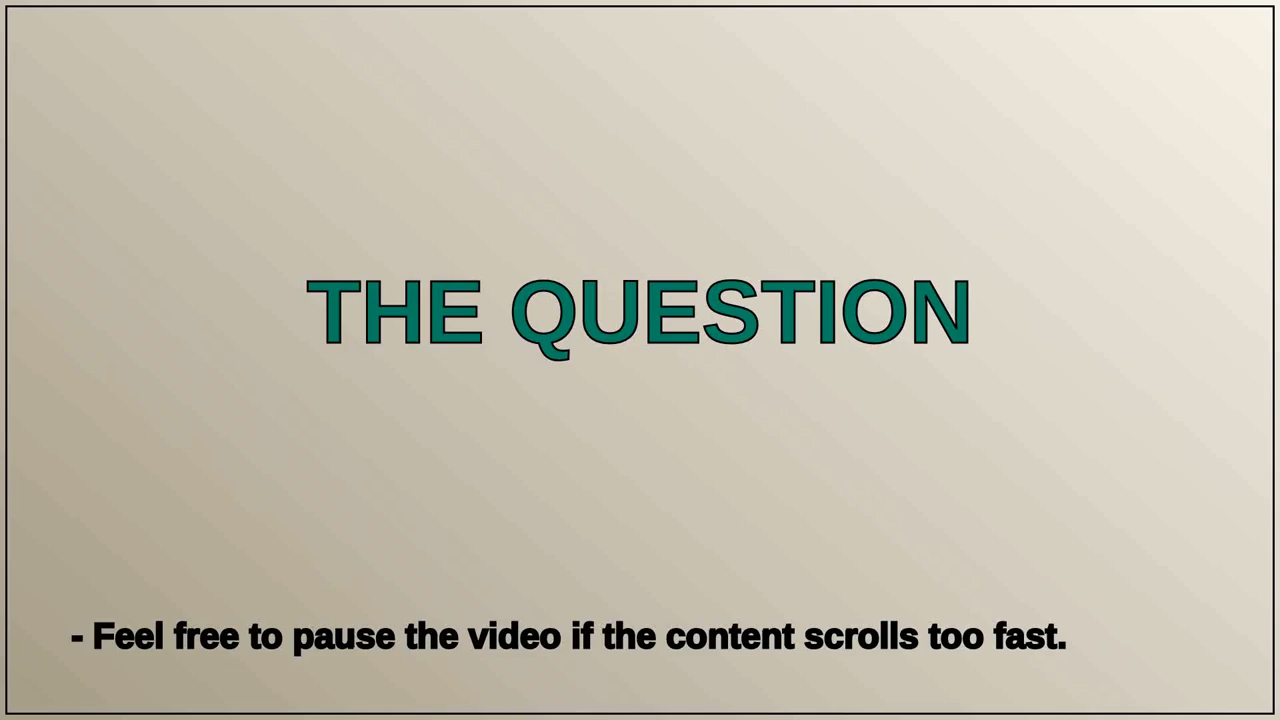 THE QUESTION
- Feel free to pause the video if the content scrolls too fast.